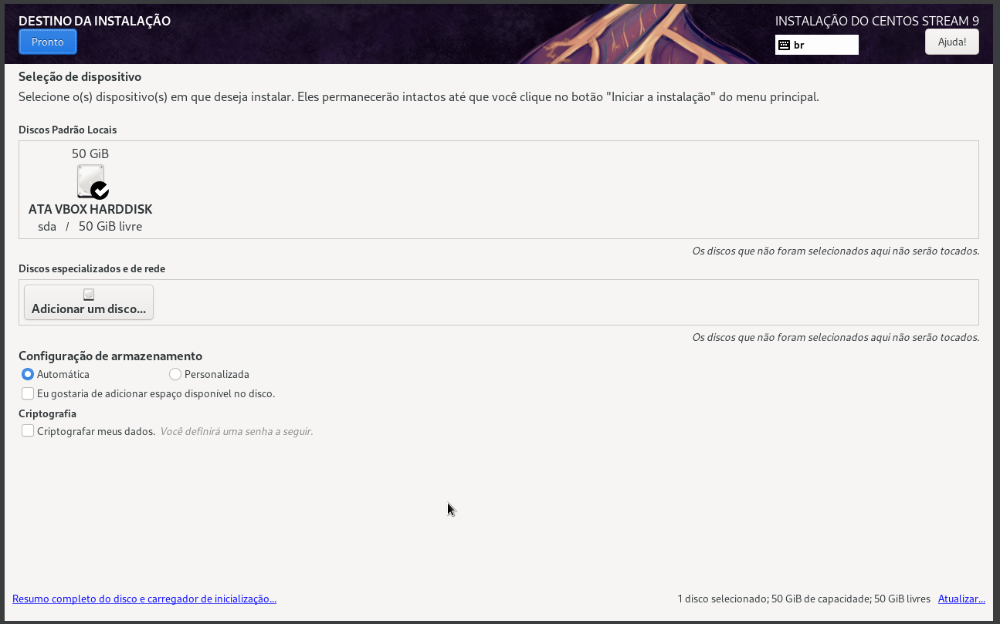 DESTINO DA INSTALAÇÃO
INSTALAÇÃO DO CENTOS STREAM 9
Pronto
br
Ajuda!
Seleção de dispositivo
Selecione o(s) dispositivo(s) em que deseja instalar. Eles permanecerão intactos até que você clique no botão "Iniciar a instalação" do menu principal.
Discos Padrão Locais
50 GiB
ATA VBOX HARDDISK
sda / 50 GiB livre
Os discos que não foram selecionados aqui não serão tocados.
Discos especializados e de rede
Adicionar um disco...
Os discos que não foram selecionados aqui não serão tocados.
Configuração de armazenamento
Automática Personalizada
Eu gostaria de adicionar espaço disponível no disco.
Criptografia
Criptografar meus dados. Você definirá uma senha a seguir.
Resumo completo do disco e carregador de inicialização... 1 disco selecionado; 50 GiB de capacidade; 50 GiB livres Atualizar...